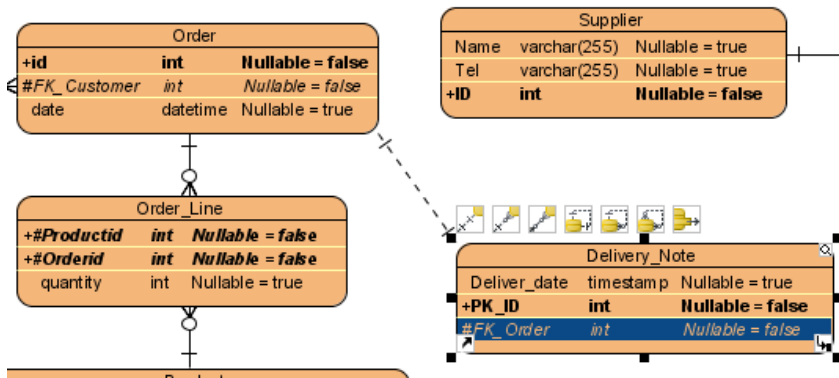 Order
+id int Nullable = false
#FK_Customer int Nullable = false
date datetime Nullable = true
Supplier
Name varchar(255) Nullable = true
Tel varchar(255) Nullable = true
+ID int Nullable = false
Order_Line
+#Productid int Nullable = false
+#Orderid int Nullable = false
quantity int Nullable = true
Delivery_Note
Deliver_date timestamp Nullable = true
+PK_ID int Nullable = false
#FK_Order int Nullable = false